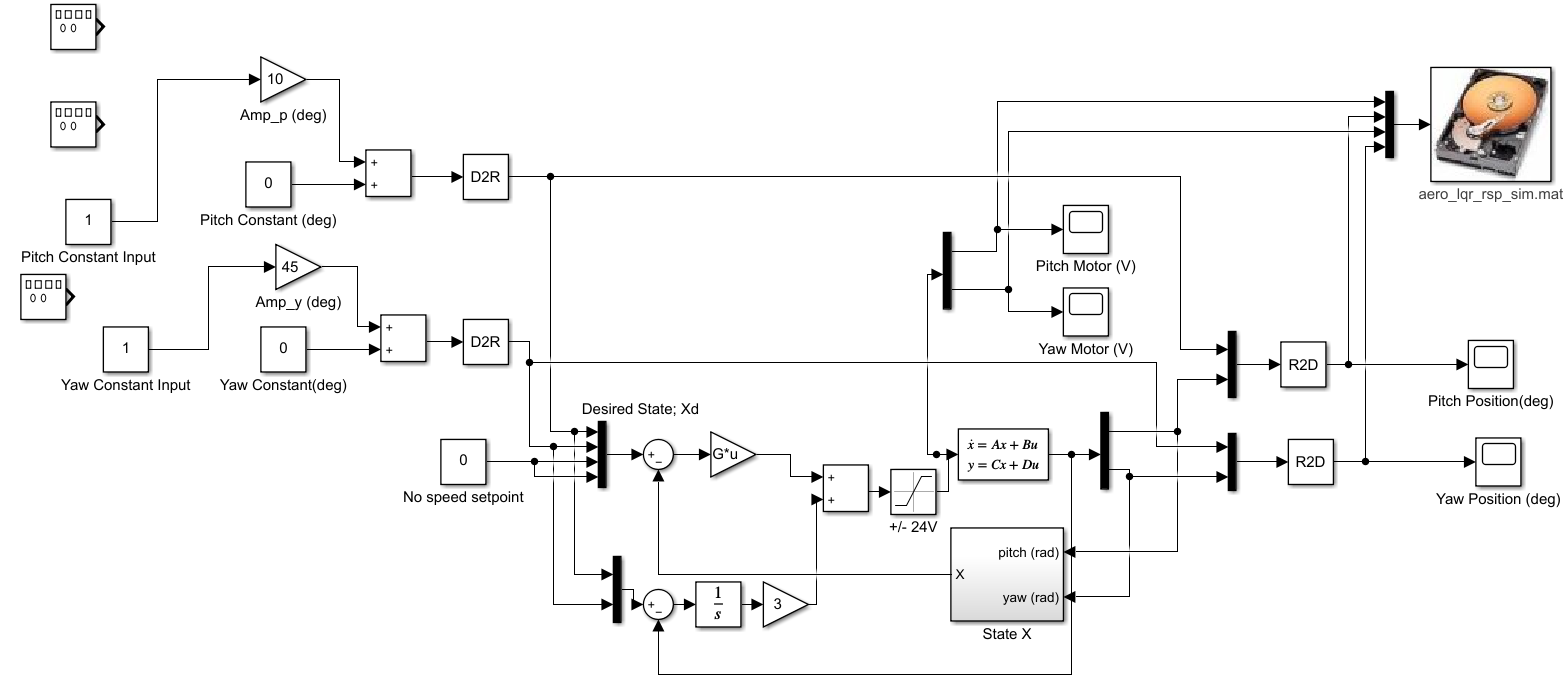 10
Amp_p (deg)
+
+
D2R
0
Pitch Constant (deg)
1
Pitch Constant Input
45
Amp_y (deg)
+
+
D2R
1
Yaw Constant Input
0
Yaw Constant(deg)
aero_lqr_rsp_sim.mat
Pitch Motor (V)
Yaw Motor (V)
R2D
Pitch Position(deg)
R2D
Yaw Position (deg)
Desired State; Xd
0
No speed setpoint
+
−
G*u
+
+
+/- 24V
ẋ = Ax + Bu
y = Cx + Du
pitch (rad)
X
yaw (rad)
State X
+
−
1
s
3